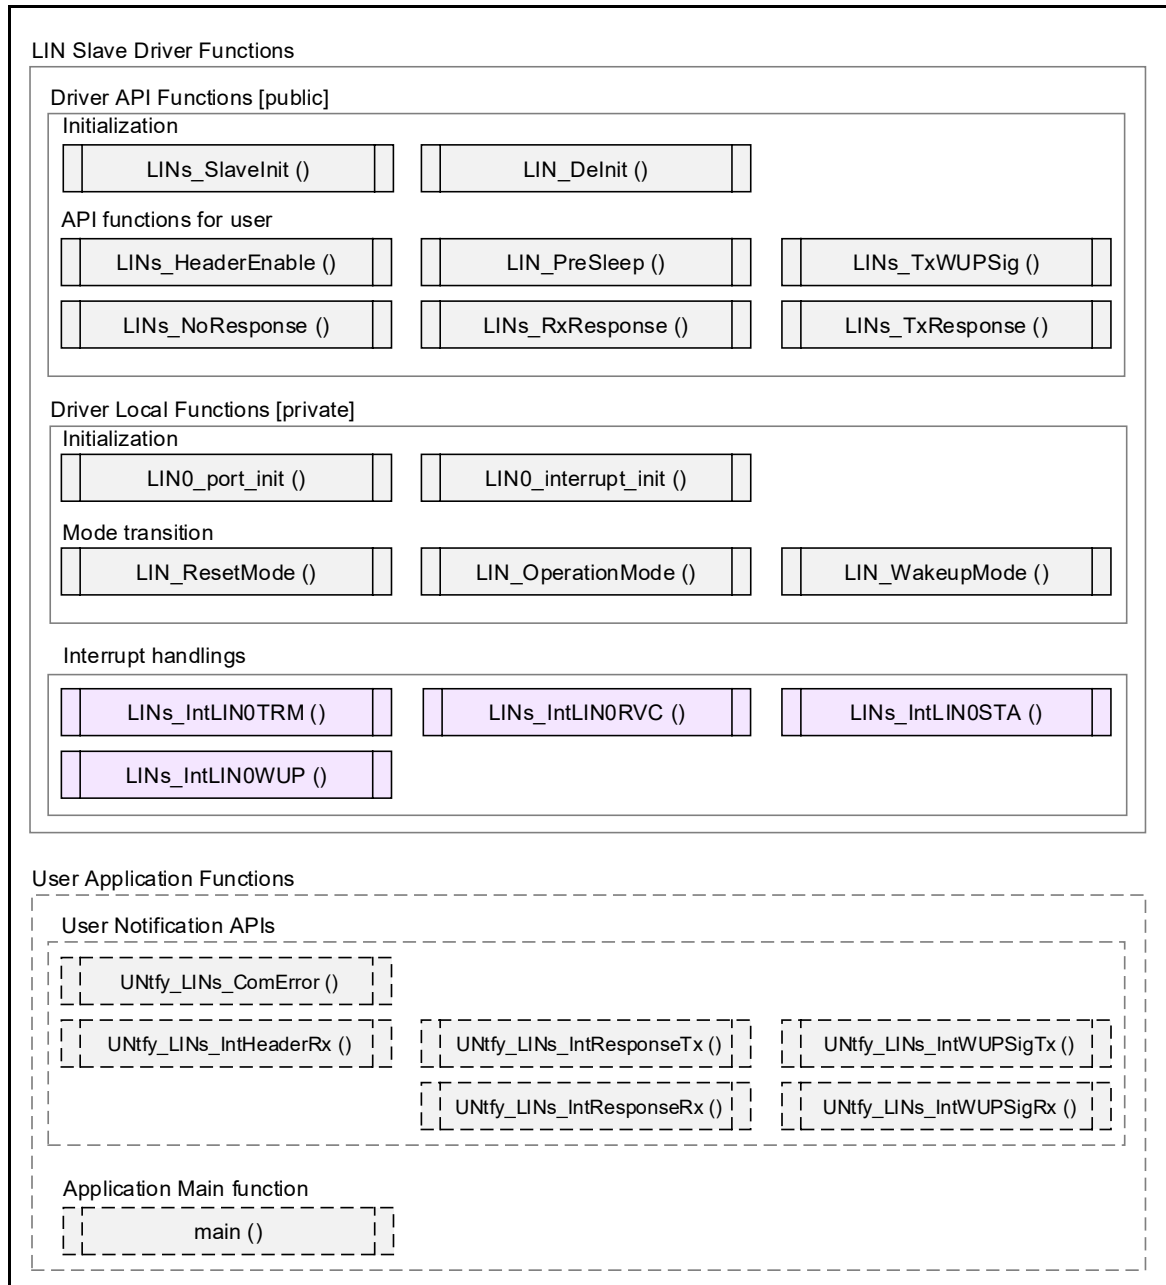 LIN Slave Driver Functions
Driver API Functions [public]
Initialization
LINs_SlaveInit ()
LIN_DeInit ()
API functions for user
LINs_HeaderEnable ()
LIN_PreSleep ()
LINs_TxWUPSig ()
LINs_NoResponse ()
LINs_RxResponse ()
LINs_TxResponse ()
Driver Local Functions [private]
Initialization
LIN0_port_init ()
LIN0_interrupt_init ()
Mode transition
LIN_ResetMode ()
LIN_OperationMode ()
LIN_WakeupMode ()
Interrupt handlings
LINs_IntLIN0TRM ()
LINs_IntLIN0RVC ()
LINs_IntLIN0STA ()
LINs_IntLIN0WUP ()
User Application Functions
User Notification APIs
UNtfy_LINs_ComError ()
UNtfy_LINs_IntHeaderRx ()
UNtfy_LINs_IntResponseTx ()
UNtfy_LINs_IntWUPSigTx ()
UNtfy_LINs_IntResponseRx ()
UNtfy_LINs_IntWUPSigRx ()
Application Main function
main ()